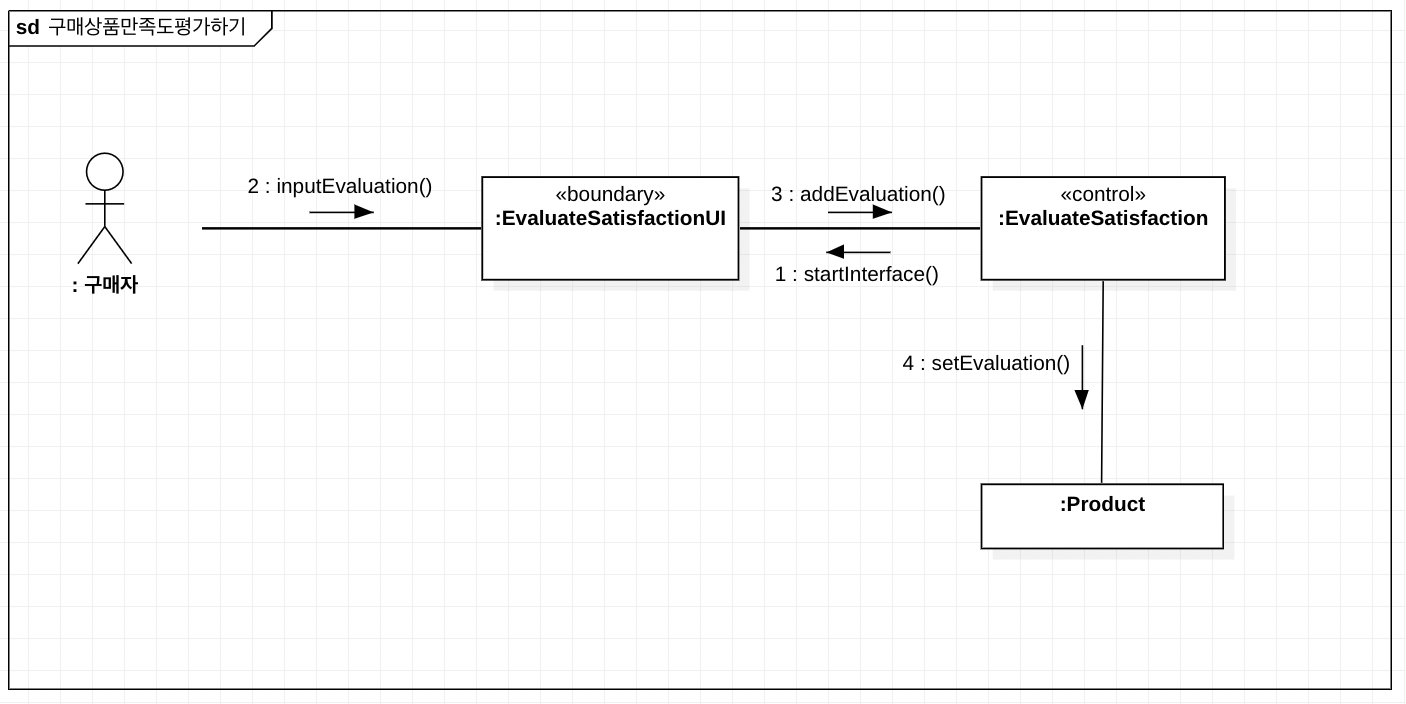 sd 구매상품만족도평가하기
2 : inputEvaluation()
«boundary»
:EvaluateSatisfactionUI
3 : addEvaluation()
1 : startInterface()
«control»
:EvaluateSatisfaction
: 구매자
4 : setEvaluation()
:Product